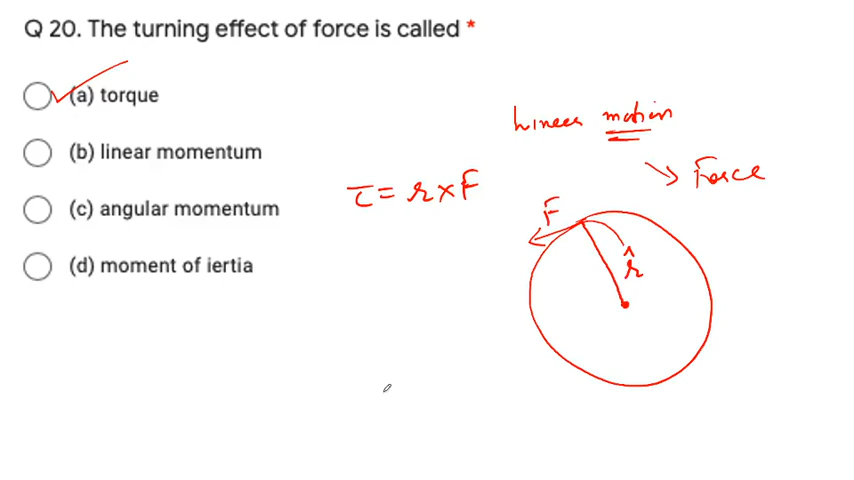 Q 20. The turning effect of force is called *
(a) torque
(b) linear momentum
(c) angular momentum
(d) moment of iertia
Linear motion
Force
τ = r × F
F
r̂